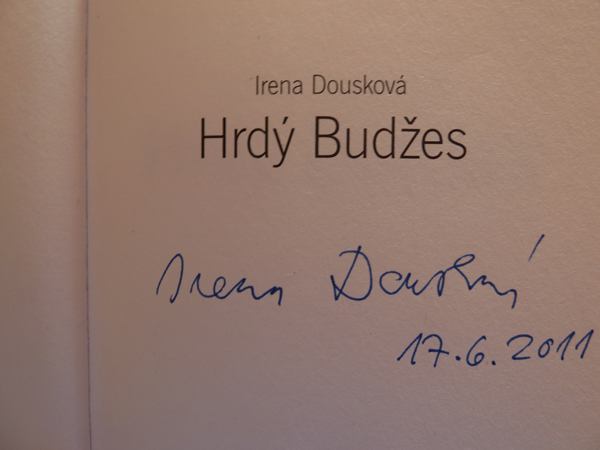 Irena Dousková
Hrdý Budžes
Irena Dousková
17.6.2011